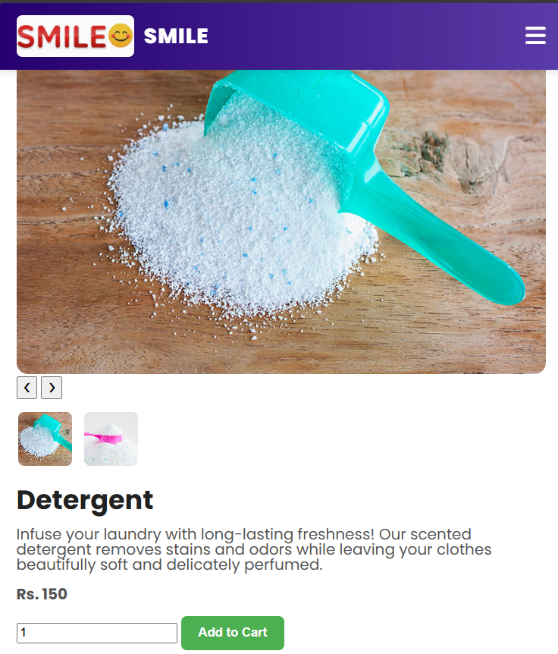 SMILE😊 SMILE
‹ ›
Detergent
Infuse your laundry with long-lasting freshness! Our scented
detergent removes stains and odors while leaving your clothes
beautifully soft and delicately perfumed.
Rs. 150
1
Add to Cart